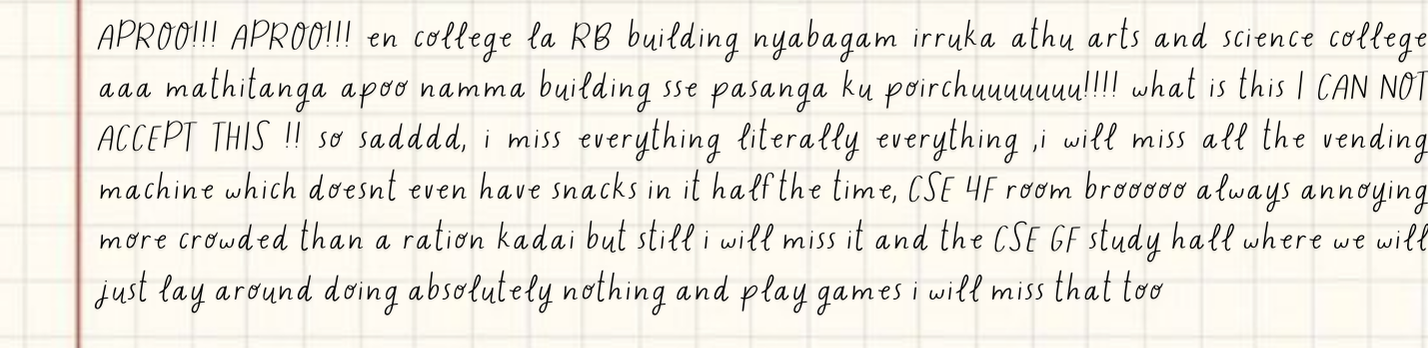 APROO!!! APROO!!! en college la RB building nyabagam irruka athu arts and science college
aaa mathitanga apoo namma building sse pasanga ku poirchuuuuuuu!!!! what is this I CAN NOT
ACCEPT THIS !! so sadddd, i miss everything literally everything ,i will miss all the vending
machine which doesnt even have snacks in it half the time, CSE 4F room brooooo always annoying
more crowded than a ration kadai but still i will miss it and the CSE GF study hall where we will
just lay around doing absolutely nothing and play games i will miss that too